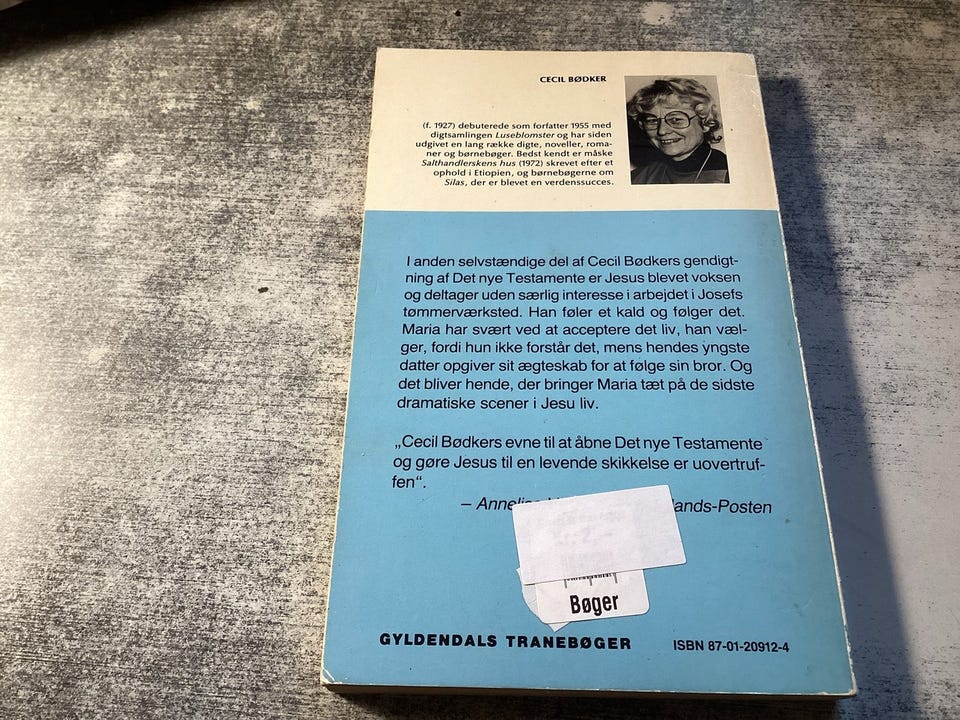 CECIL BØDKER
(f. 1927) debuterede som forfatter 1955 med
digtsamlingen Luseblomster og har siden
udgivet en lang række digte, noveller, roma-
ner og børnebøger. Bedst kendt er måske
Salthandlerskens hus (1972) skrevet efter et
ophold i Etiopien, og børnebøgerne om
Silas, der er blevet en verdenssucces.
I anden selvstændige del af Cecil Bødkers gendigt-
ning af Det nye Testamente er Jesus blevet voksen
og deltager uden særlig interesse i arbejdet i Josefs
tømmerværksted. Han føler et kald og følger det.
Maria har svært ved at acceptere det liv, han væl-
ger, fordi hun ikke forstår det, mens hendes yngste
datter opgiver sit ægteskab for at følge sin bror. Og
det bliver hende, der bringer Maria tæt på de sidste
dramatiske scener i Jesu liv.
„Cecil Bødkers evne til at åbne Det nye Testamente
og gøre Jesus til en levende skikkelse er uovertruf-
fen“.
– lands-Posten
Bøger
GYLDENDALS TRANEBØGER
ISBN 87-01-20912-4